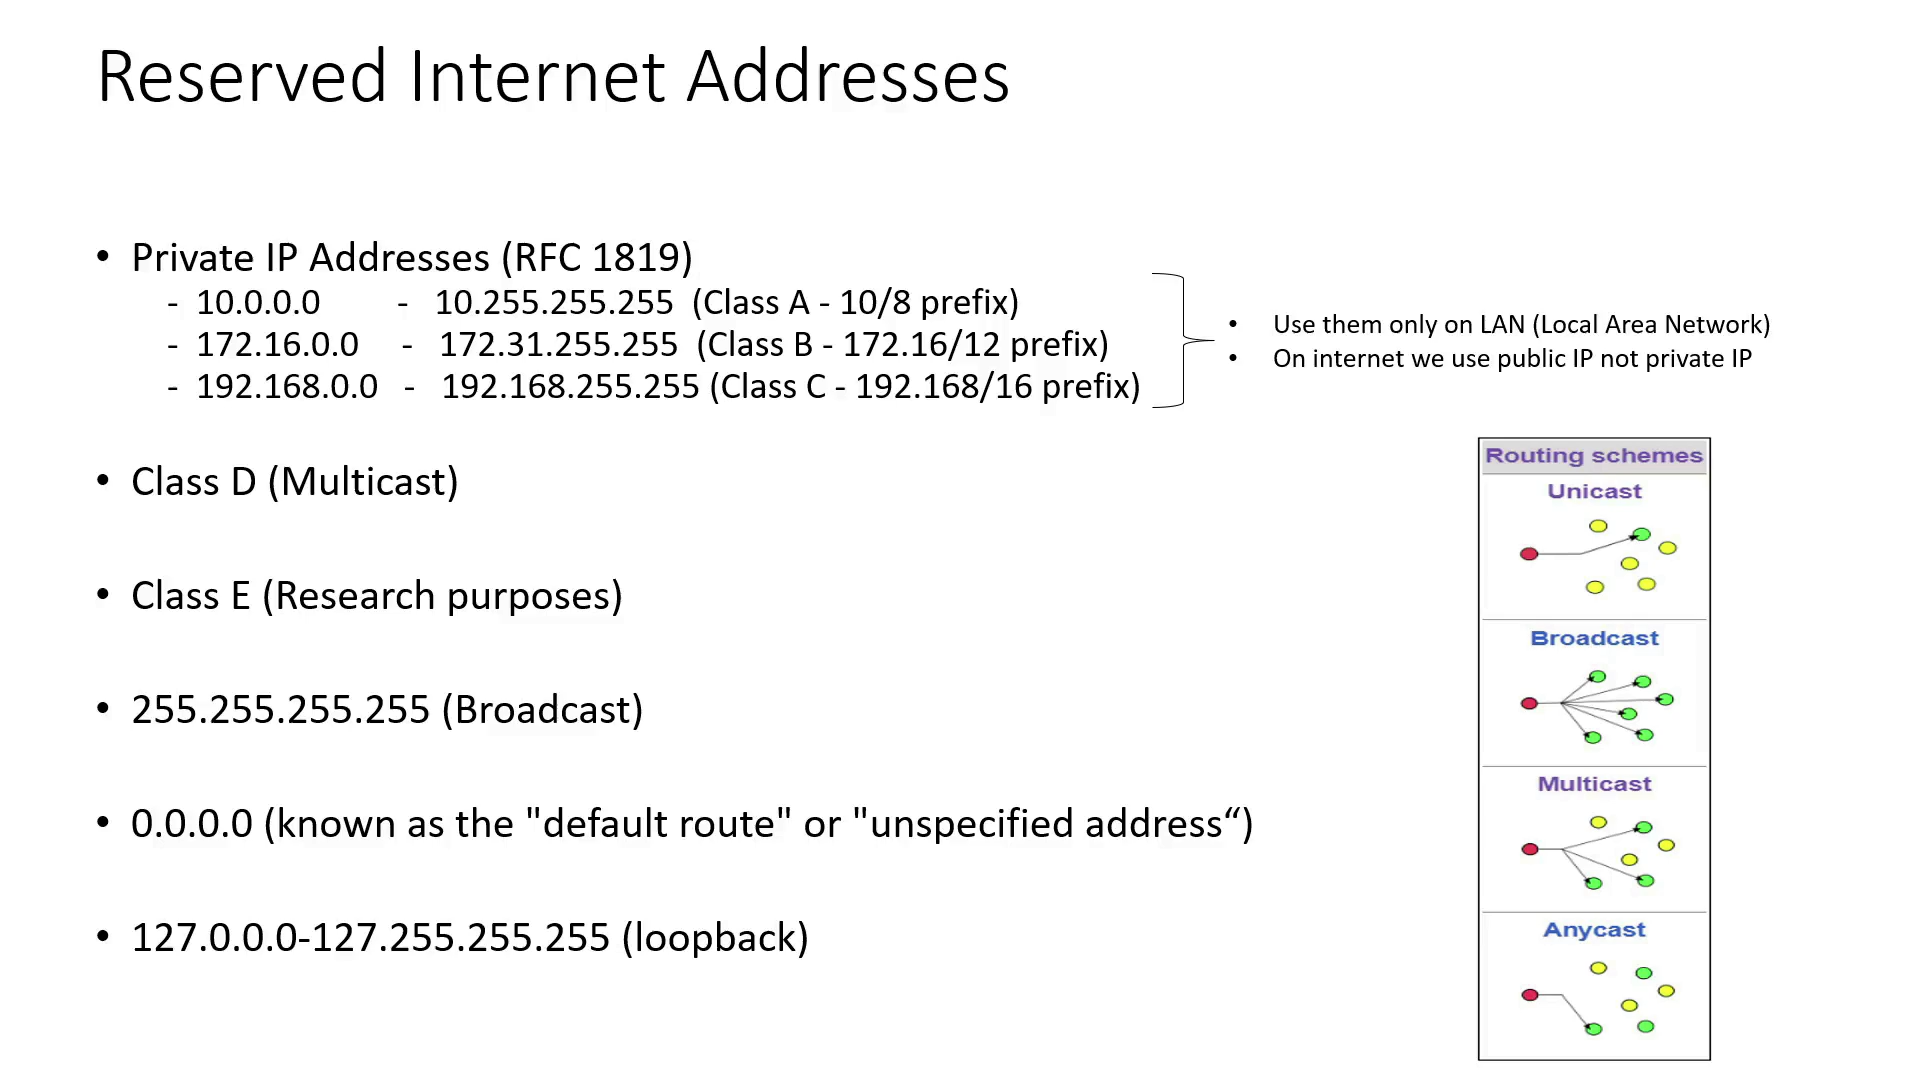 Reserved Internet Addresses
• Private IP Addresses (RFC 1819)
- 10.0.0.0 - 10.255.255.255 (Class A - 10/8 prefix)
- 172.16.0.0 - 172.31.255.255 (Class B - 172.16/12 prefix)
- 192.168.0.0 - 192.168.255.255 (Class C - 192.168/16 prefix)
• Use them only on LAN (Local Area Network)
• On internet we use public IP not private IP
• Class D (Multicast)
• Class E (Research purposes)
• 255.255.255.255 (Broadcast)
• 0.0.0.0 (known as the "default route" or "unspecified address“)
• 127.0.0.0-127.255.255.255 (loopback)
Routing schemes
Unicast
Broadcast
Multicast
Anycast